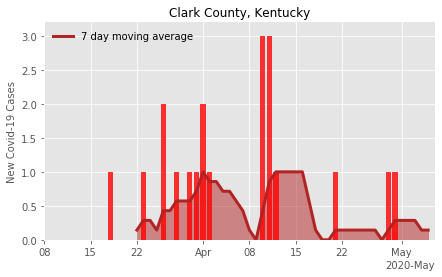 Clark County, Kentucky
7 day moving average
New Covid-19 Cases
3.0
2.5
2.0
1.5
1.0
0.5
0.0
08 15 22 Apr 08 15 22 May
2020-May